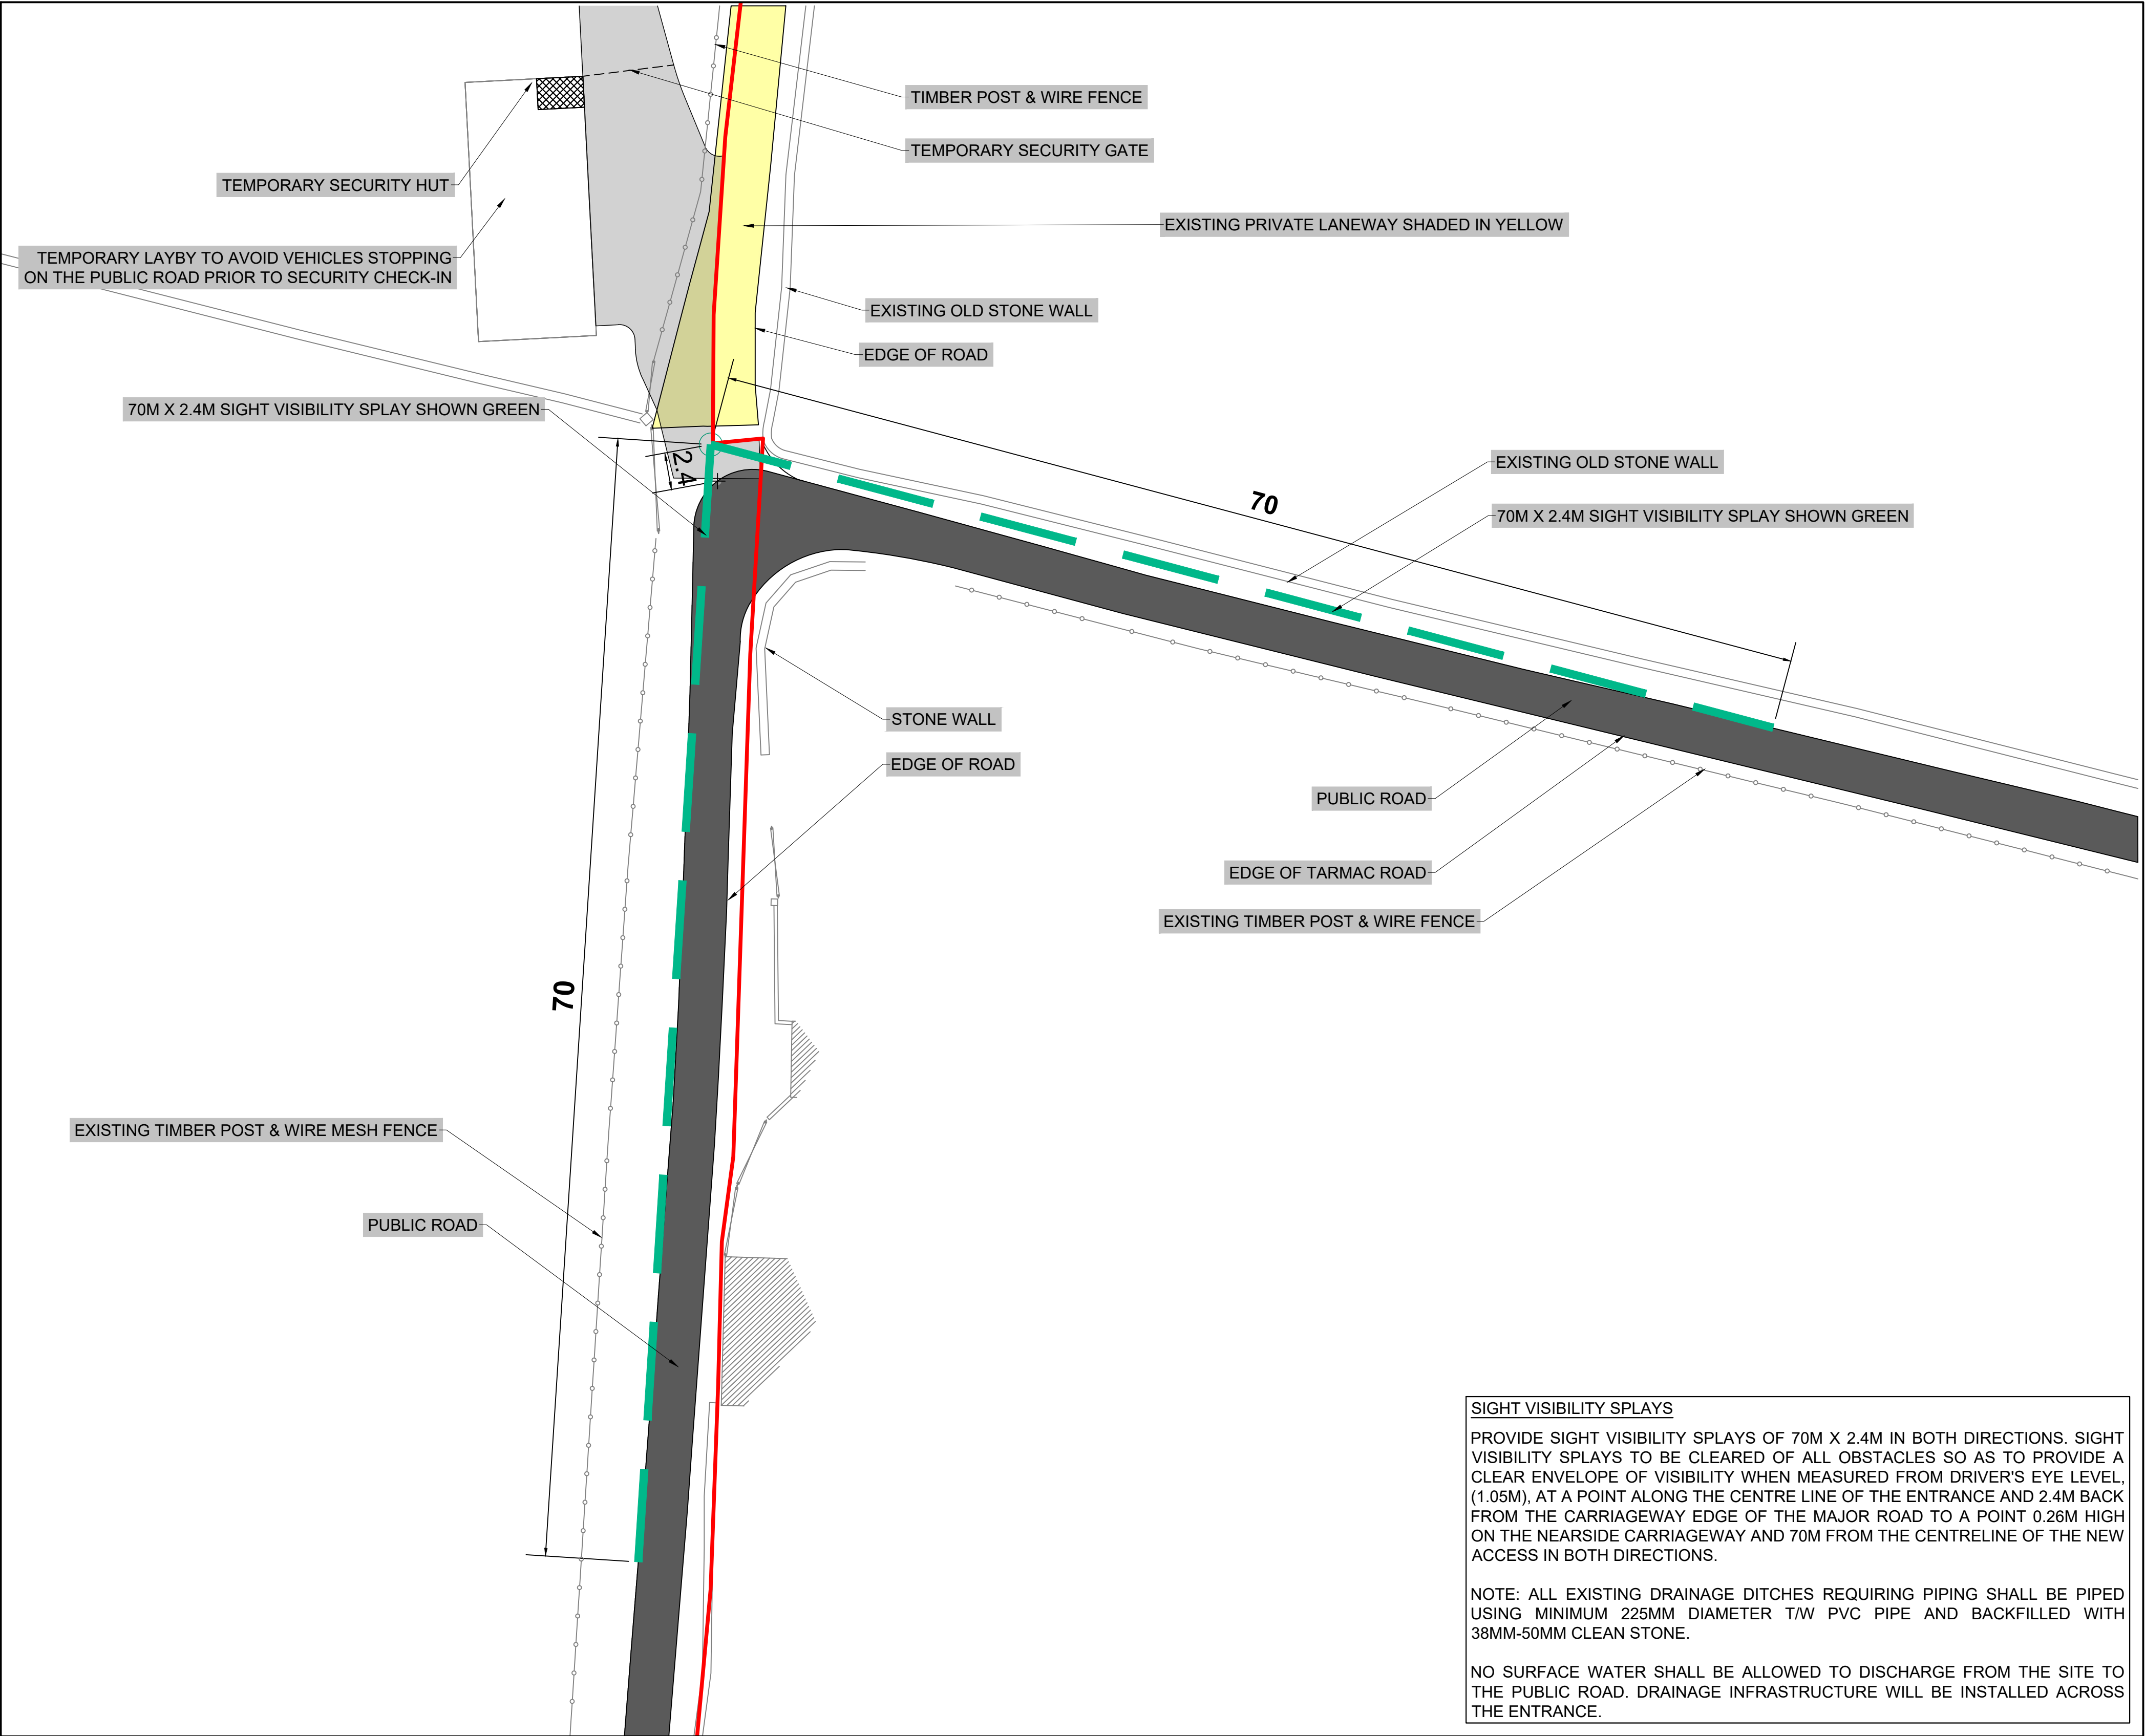 TIMBER POST & WIRE FENCE
TEMPORARY SECURITY GATE
TEMPORARY SECURITY HUT
EXISTING PRIVATE LANEWAY SHADED IN YELLOW
TEMPORARY LAYBY TO AVOID VEHICLES STOPPING
ON THE PUBLIC ROAD PRIOR TO SECURITY CHECK-IN
EXISTING OLD STONE WALL
EDGE OF ROAD
70M X 2.4M SIGHT VISIBILITY SPLAY SHOWN GREEN
2.4
70
EXISTING OLD STONE WALL
70M X 2.4M SIGHT VISIBILITY SPLAY SHOWN GREEN
STONE WALL
EDGE OF ROAD
PUBLIC ROAD
EDGE OF TARMAC ROAD
EXISTING TIMBER POST & WIRE FENCE
70
EXISTING TIMBER POST & WIRE MESH FENCE
PUBLIC ROAD
SIGHT VISIBILITY SPLAYS
PROVIDE SIGHT VISIBILITY SPLAYS OF 70M X 2.4M IN BOTH DIRECTIONS. SIGHT
VISIBILITY SPLAYS TO BE CLEARED OF ALL OBSTACLES SO AS TO PROVIDE A
CLEAR ENVELOPE OF VISIBILITY WHEN MEASURED FROM DRIVER'S EYE LEVEL,
(1.05M), AT A POINT ALONG THE CENTRE LINE OF THE ENTRANCE AND 2.4M BACK
FROM THE CARRIAGEWAY EDGE OF THE MAJOR ROAD TO A POINT 0.26M HIGH
ON THE NEARSIDE CARRIAGEWAY AND 70M FROM THE CENTRELINE OF THE NEW
ACCESS IN BOTH DIRECTIONS.
NOTE: ALL EXISTING DRAINAGE DITCHES REQUIRING PIPING SHALL BE PIPED
USING MINIMUM 225MM DIAMETER T/W PVC PIPE AND BACKFILLED WITH
38MM-50MM CLEAN STONE.
NO SURFACE WATER SHALL BE ALLOWED TO DISCHARGE FROM THE SITE TO
THE PUBLIC ROAD. DRAINAGE INFRASTRUCTURE WILL BE INSTALLED ACROSS
THE ENTRANCE.